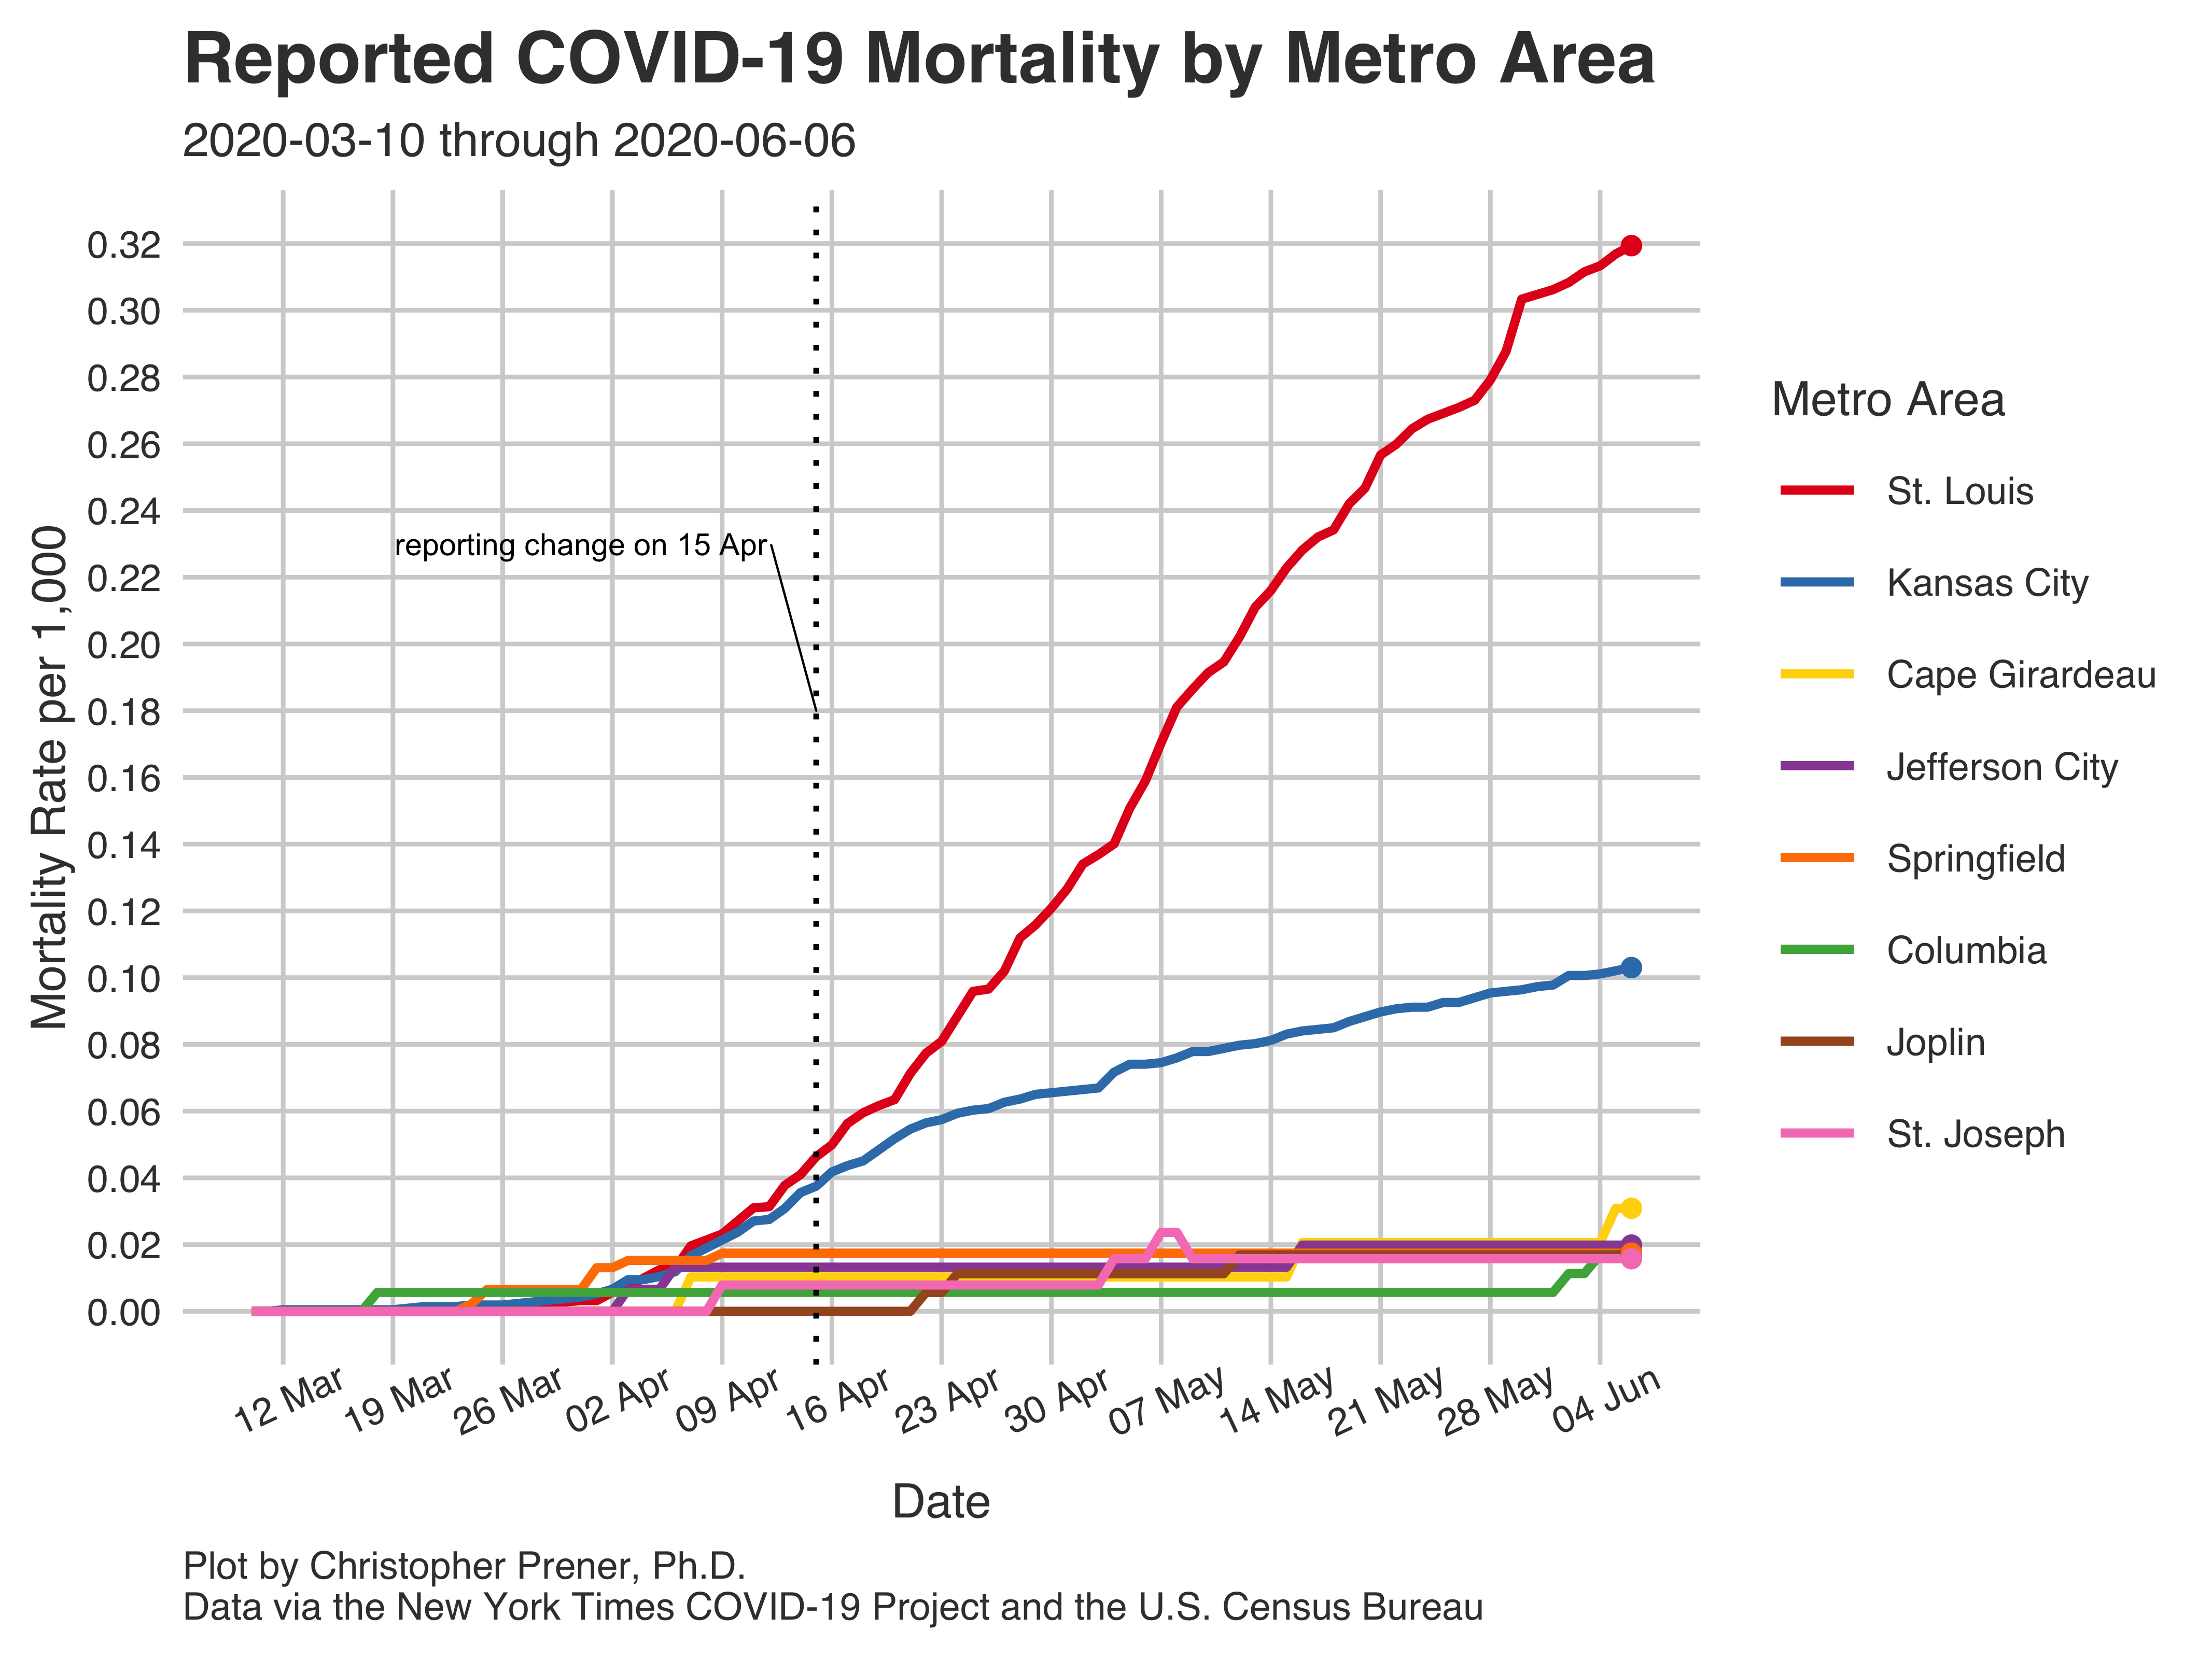 Reported COVID-19 Mortality by Metro Area
2020-03-10 through 2020-06-06
Mortality Rate per 1,000
0.32
0.30
0.28
0.26
0.24
0.22
0.20
0.18
0.16
0.14
0.12
0.10
0.08
0.06
0.04
0.02
0.00
reporting change on 15 Apr
12 Mar
19 Mar
26 Mar
02 Apr
09 Apr
16 Apr
23 Apr
30 Apr
07 May
14 May
21 May
28 May
04 Jun
Date
Metro Area
St. Louis
Kansas City
Cape Girardeau
Jefferson City
Springfield
Columbia
Joplin
St. Joseph
Plot by Christopher Prener, Ph.D.
Data via the New York Times COVID-19 Project and the U.S. Census Bureau